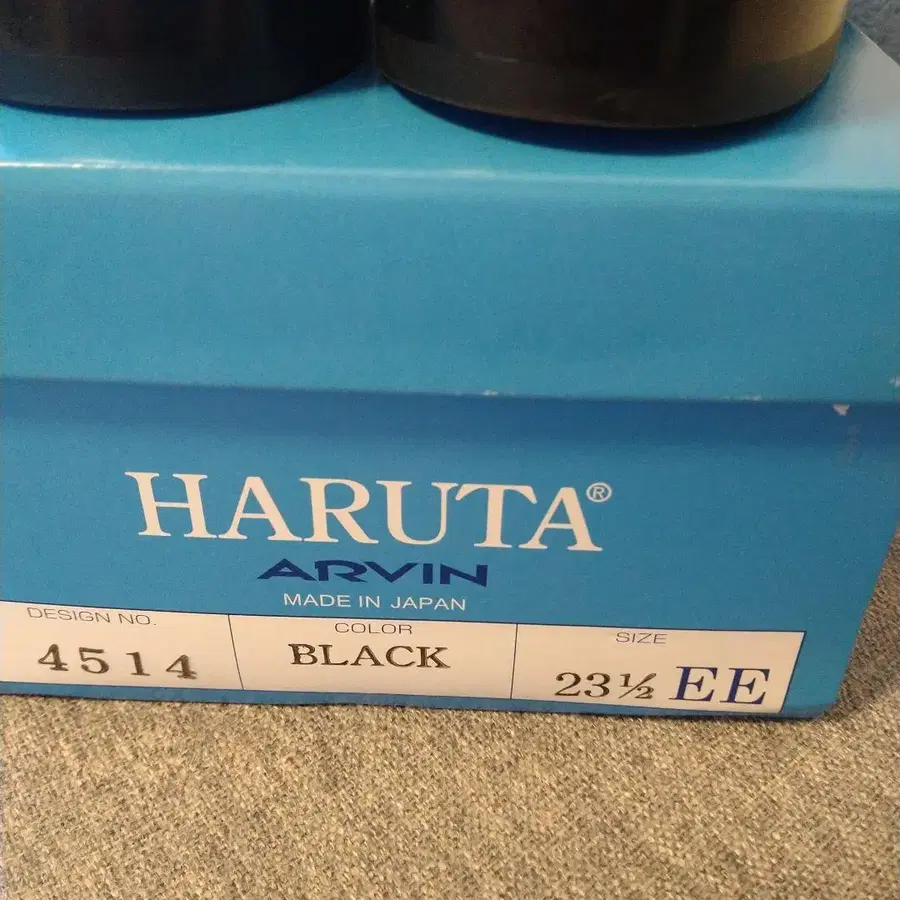 HARUTA®
ARVIN
MADE IN JAPAN
DESIGN NO. COLOR SIZE
4514 BLACK 23½ EE